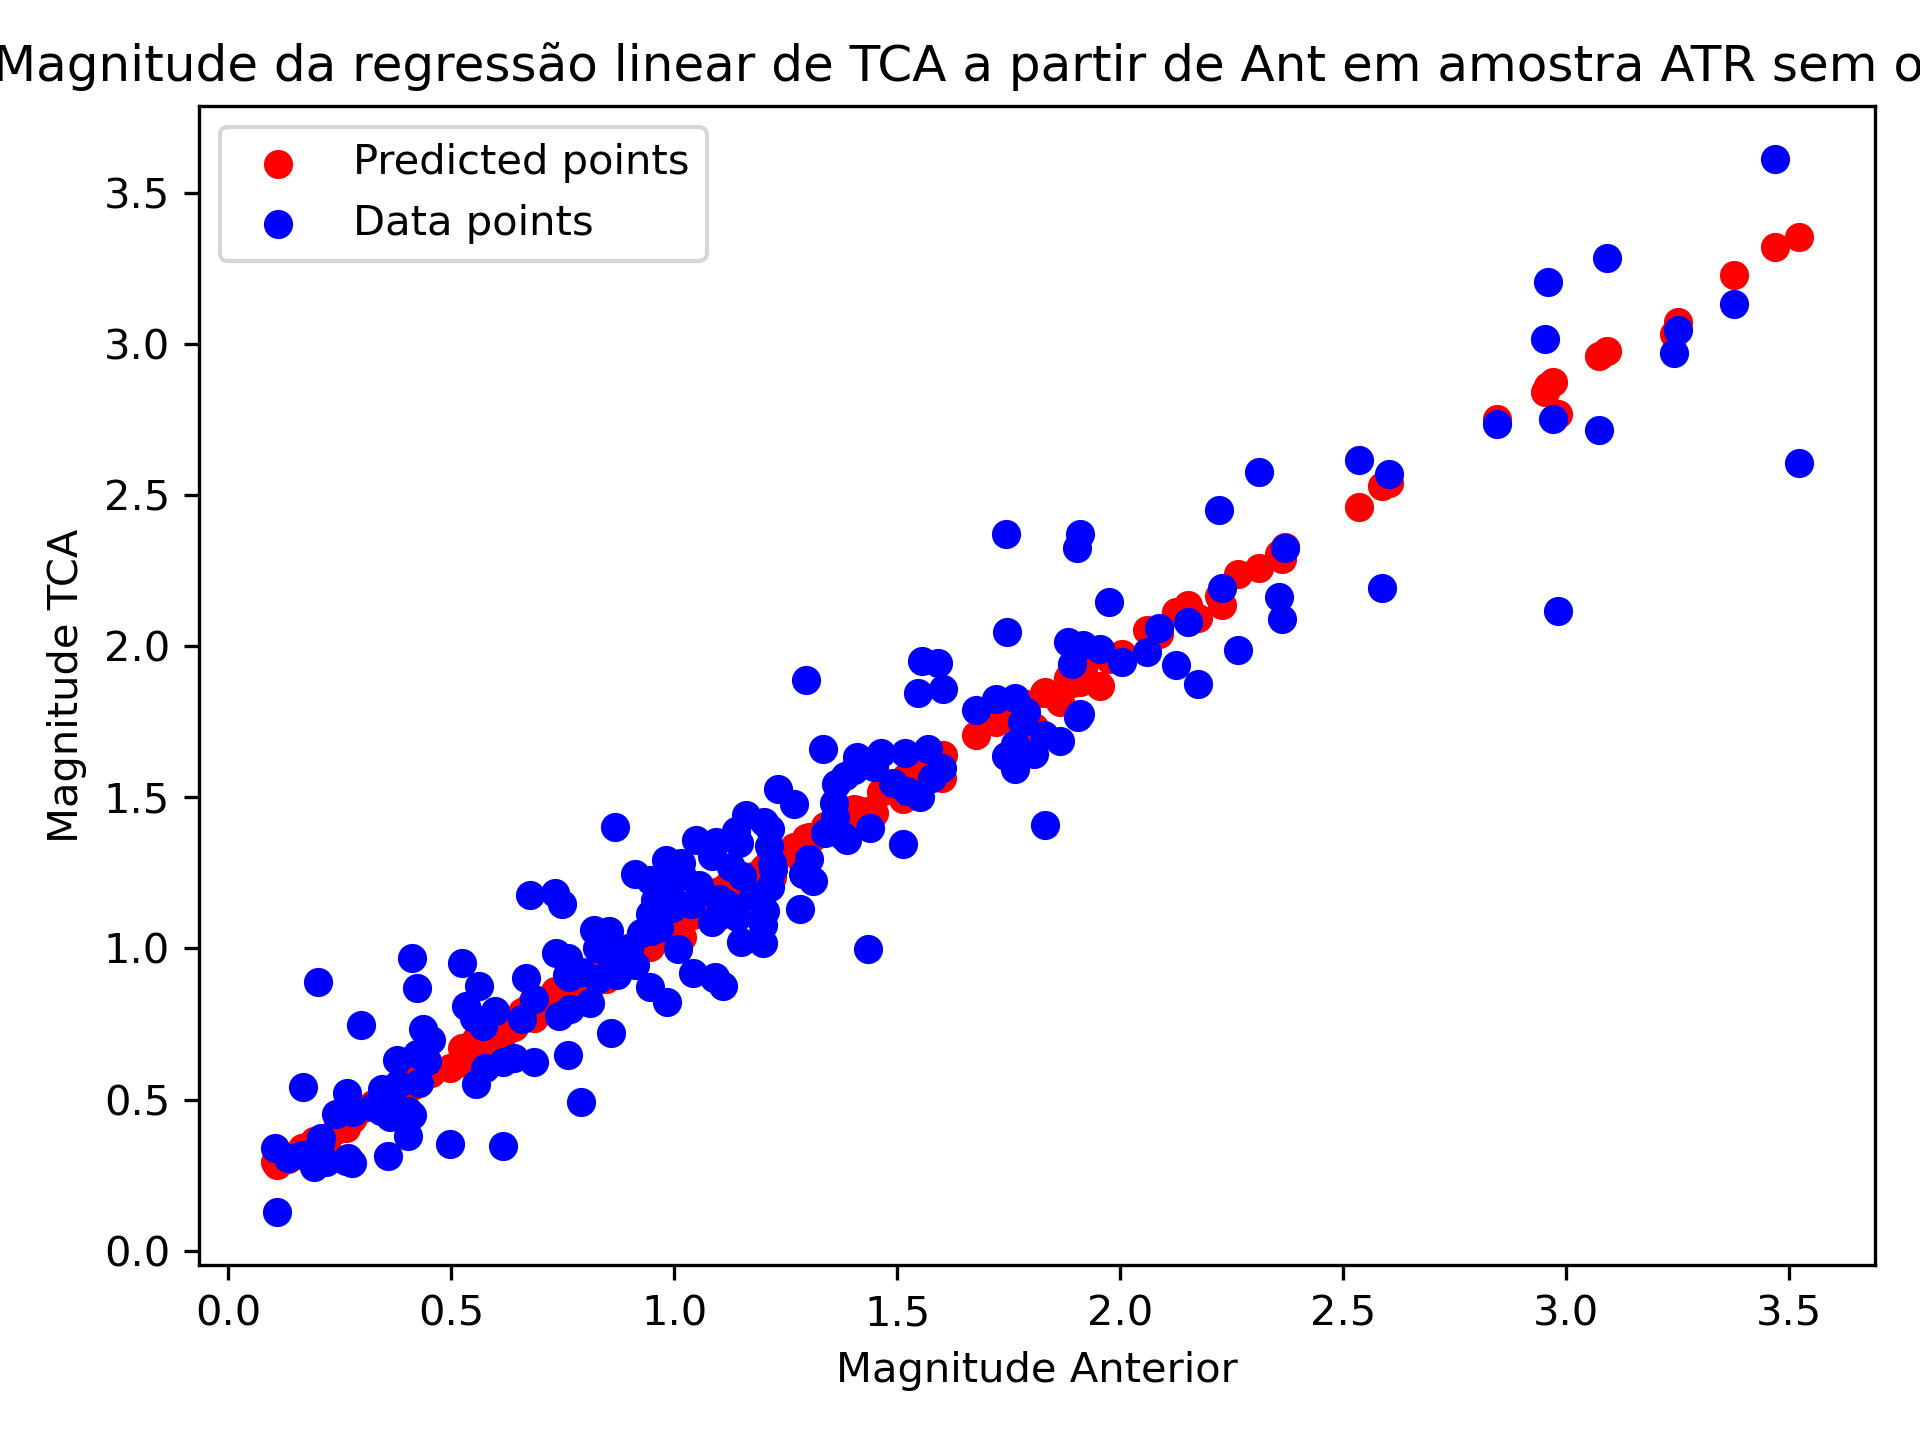 Magnitude da regressão linear de TCA a partir de Ant em amostra ATR sem o
Predicted points
Data points
3.5
3.0
2.5
2.0
1.5
1.0
0.5
0.0
Magnitude TCA
0.0 0.5 1.0 1.5 2.0 2.5 3.0 3.5
Magnitude Anterior